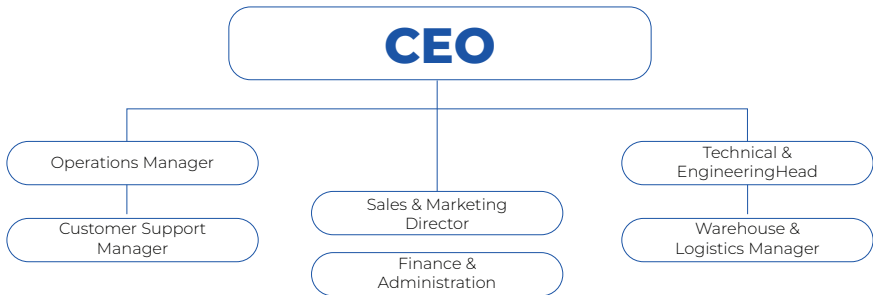 CEO
Operations Manager
Customer Support
Manager
Sales & Marketing
Director
Finance &
Administration
Technical &
EngineeringHead
Warehouse &
Logistics Manager